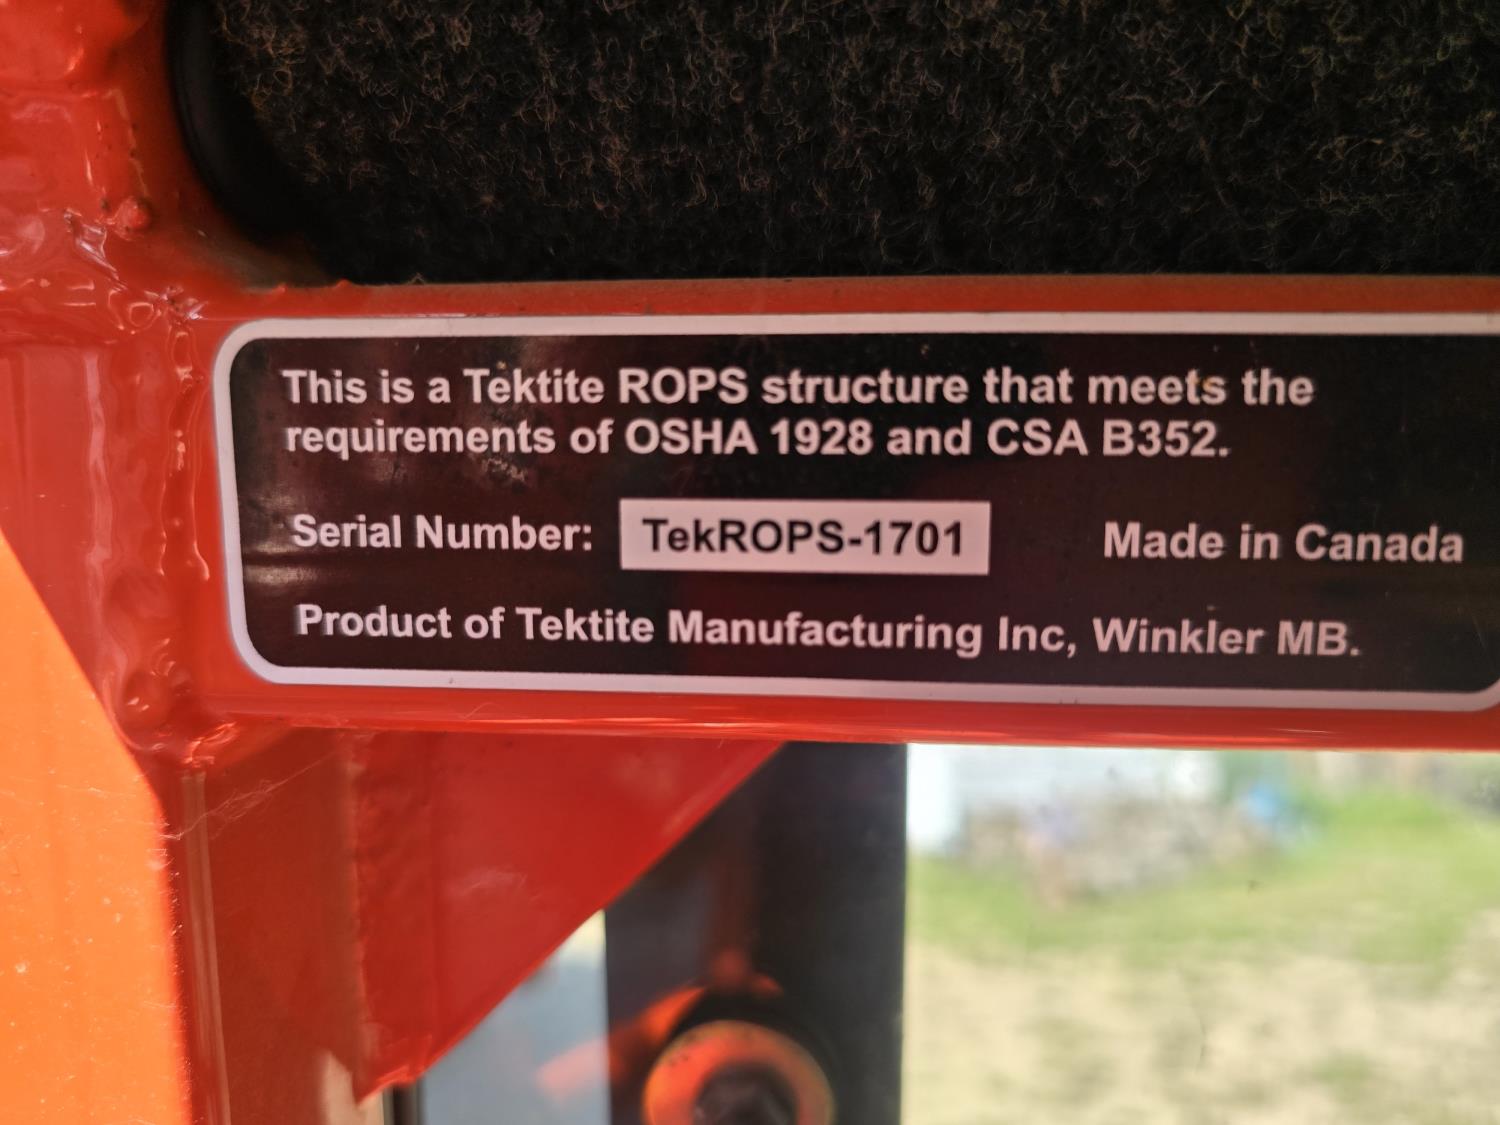 This is a Tektite ROPS structure that meets the
requirements of OSHA 1928 and CSA B352.
Serial Number: TekROPS-1701 Made in Canada
Product of Tektite Manufacturing Inc, Winkler MB.